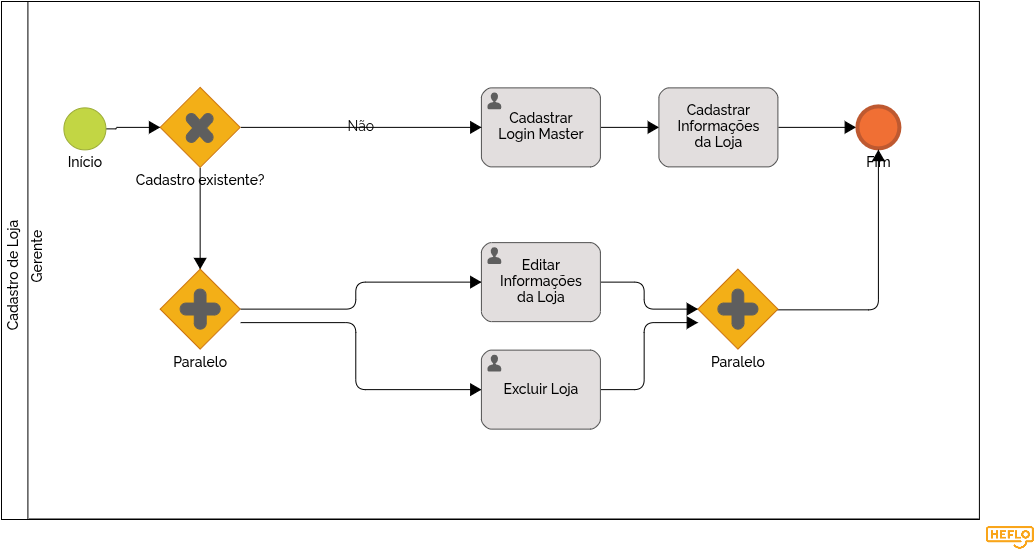 Cadastro de Loja
Gerente
Início
Cadastro existente?
Não
Cadastrar
Login Master
Cadastrar
Informações
da Loja
Fim
Paralelo
Editar
Informações
da Loja
Excluir Loja
Paralelo
HEFLO